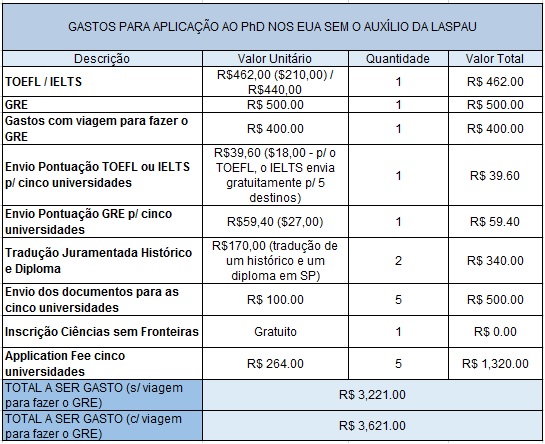 GASTOS PARA APLICAÇÃO AO PhD NOS EUA SEM O AUXÍLIO DA LASPAU
Descrição Valor Unitário Quantidade Valor Total
TOEFL / IELTS R$462,00 ($210,00) / R$440,00 1 R$ 462.00
GRE R$ 500.00 1 R$ 500.00
Gastos com viagem para fazer o
GRE R$ 400.00 1 R$ 400.00
Envio Pontuação TOEFL ou IELTS
p/ cinco universidades
R$39,60 ($18,00 - p/ o
TOEFL, o IELTS envia
gratuitamente p/ 5
destinos)
1 R$ 39.60
Envio Pontuação GRE p/ cinco
universidades
R$59,40 ($27,00) 1 R$ 59.40
Tradução Juramentada Histórico
e Diploma
R$170,00 (tradução de
um histórico e um
diploma em SP)
2 R$ 340.00
Envio dos documentos para as
cinco universidades
R$ 100.00 5 R$ 500.00
Inscrição Ciências sem Fronteiras Gratuito 1 R$ 0.00
Application Fee cinco
universidades
R$ 264.00 5 R$ 1,320.00
TOTAL A SER GASTO (s/ viagem
para fazer o GRE)
R$ 3,221.00
TOTAL A SER GASTO (c/ viagem
para fazer o GRE)
R$ 3,621.00